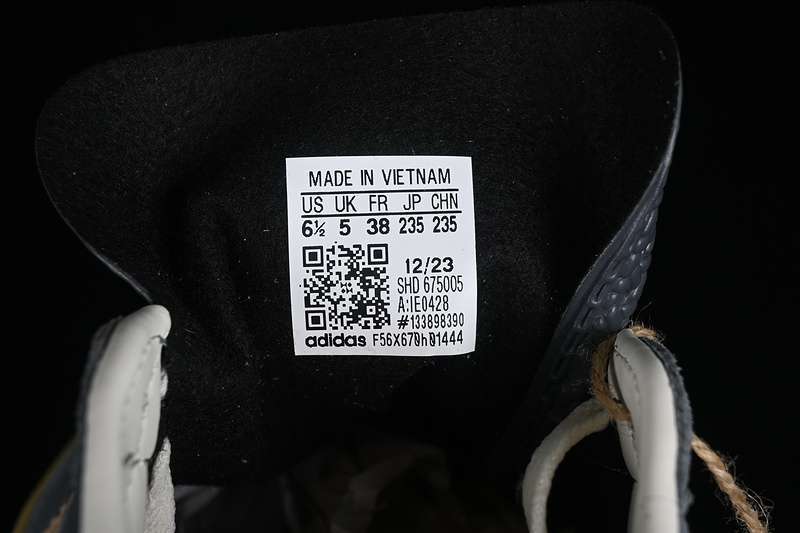 MADE IN VIETNAM
US UK FR JP CHN
6½ 5 38 235 235
12/23
SHD 675005
A:IE0428
#133898390
adidas F56X670h01444